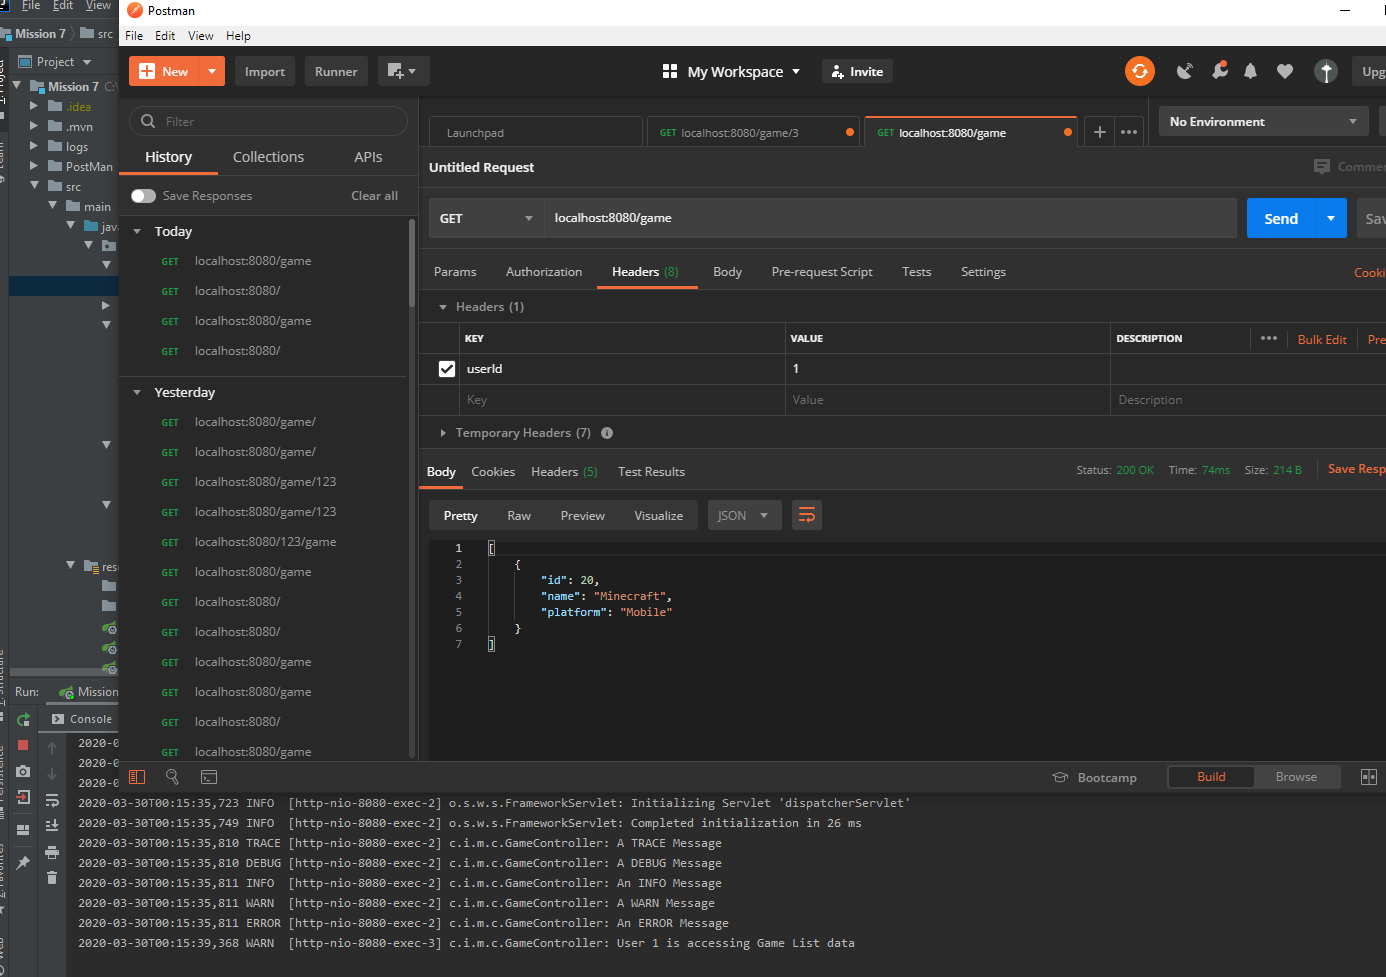 File Edit View
Postman
Mission 7 src
File Edit View Help
Project
New Import Runner
My Workspace Invite
Upg
Mission 7 C:\
.idea
.mvn
logs
PostMan
src
main
jav
Filter
History Collections APIs
Save Responses Clear all
Today
GET localhost:8080/game
GET localhost:8080/
GET localhost:8080/game
GET localhost:8080/
Yesterday
GET localhost:8080/game/
GET localhost:8080/game/
GET localhost:8080/game/123
GET localhost:8080/game/123
GET localhost:8080/123/game
GET localhost:8080/game
GET localhost:8080/
GET localhost:8080/
GET localhost:8080/game
GET localhost:8080/game
GET localhost:8080/
GET localhost:8080/game
Launchpad GET localhost:8080/game/3 GET localhost:8080/game No Environment
Untitled Request Commen
GET localhost:8080/game Send Sav
Params Authorization Headers (8) Body Pre-request Script Tests Settings Cooki
Headers (1)
KEY VALUE DESCRIPTION Bulk Edit Pre
userId 1
Key Value Description
Temporary Headers (7)
Body Cookies Headers (5) Test Results Status: 200 OK Time: 74ms Size: 214 B Save Resp
Pretty Raw Preview Visualize JSON
1 [
2 {
3 "id": 20,
4 "name": "Minecraft",
5 "platform": "Mobile"
6 }
7 ]
res
Run: Mission
Console
Bootcamp Build Browse
2020-0
2020-0
2020-0
2020-03-30T00:15:35,723 INFO [http-nio-8080-exec-2] o.s.w.s.FrameworkServlet: Initializing Servlet 'dispatcherServlet'
2020-03-30T00:15:35,749 INFO [http-nio-8080-exec-2] o.s.w.s.FrameworkServlet: Completed initialization in 26 ms
2020-03-30T00:15:35,810 TRACE [http-nio-8080-exec-2] c.i.m.c.GameController: A TRACE Message
2020-03-30T00:15:35,810 DEBUG [http-nio-8080-exec-2] c.i.m.c.GameController: A DEBUG Message
2020-03-30T00:15:35,811 INFO [http-nio-8080-exec-2] c.i.m.c.GameController: An INFO Message
2020-03-30T00:15:35,811 WARN [http-nio-8080-exec-2] c.i.m.c.GameController: A WARN Message
2020-03-30T00:15:35,811 ERROR [http-nio-8080-exec-2] c.i.m.c.GameController: An ERROR Message
2020-03-30T00:15:39,368 WARN [http-nio-8080-exec-3] c.i.m.c.GameController: User 1 is accessing Game List data